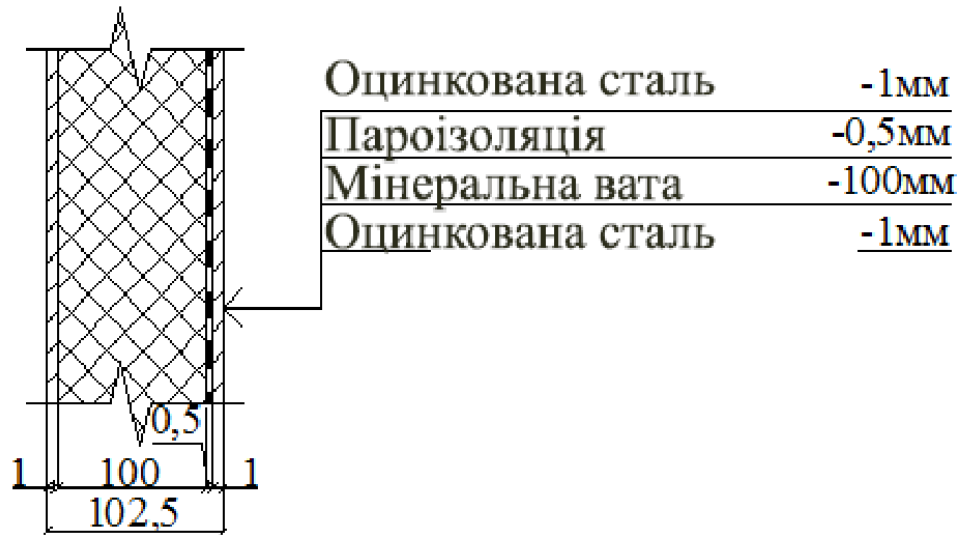 Оцинкована сталь -1мм
Пароізоляція -0,5мм
Мінеральна вата -100мм
Оцинкована сталь -1мм
0,5
1 100 1
102,5